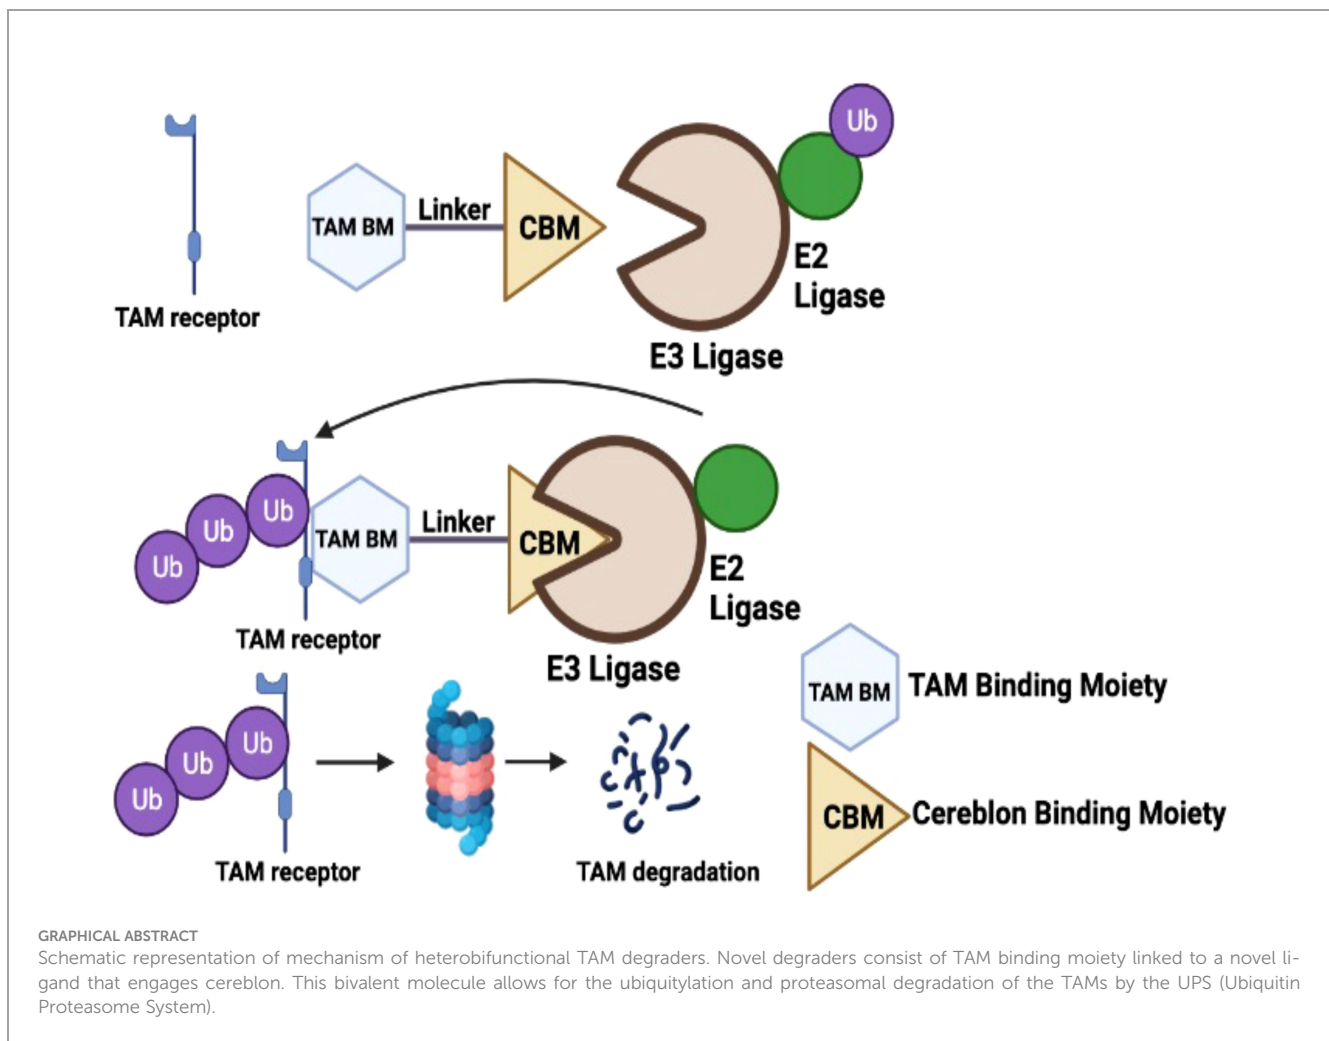 Ub
TAM BM
Linker
CBM
E2
Ligase
TAM receptor
E3 Ligase
Ub
Ub
Ub
TAM BM
Linker
CBM
E2
Ligase
TAM receptor
E3 Ligase
TAM BM
TAM Binding Moiety
Ub
Ub
Ub
CBM
Cereblon Binding Moiety
TAM receptor
TAM degradation
GRAPHICAL ABSTRACT
Schematic representation of mechanism of heterobifunctional TAM degraders. Novel degraders consist of TAM binding moiety linked to a novel li-
gand that engages cereblon. This bivalent molecule allows for the ubiquitylation and proteasomal degradation of the TAMs by the UPS (Ubiquitin
Proteasome System).